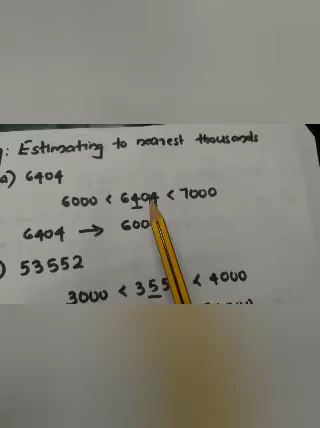 : Estimating to nearest thousands
a) 6404
6000 < 6404 < 7000
6404 → 600
) 53552
3000 < 355 < 4000